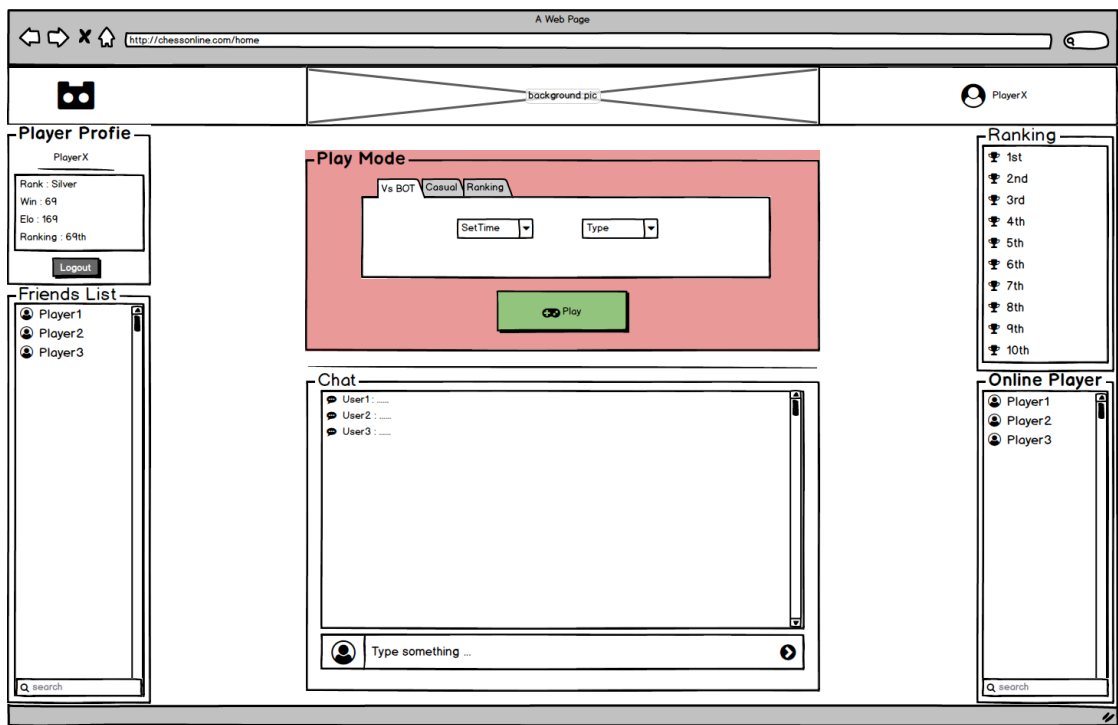 A Web Page
http://chessonline.com/home
background.pic
PlayerX
Player Profie
PlayerX
Rank : Silver
Win : 69
Elo : 169
Ranking : 69th
Logout
Friends List
Player1
Player2
Player3
search
Play Mode
Vs BOT
Casual
Ranking
SetTime
Type
Play
Chat
User1 : ......
User2 : ......
User3 : ......
Type something ...
Ranking
1st
2nd
3rd
4th
5th
6th
7th
8th
9th
10th
Online Player
Player1
Player2
Player3
search